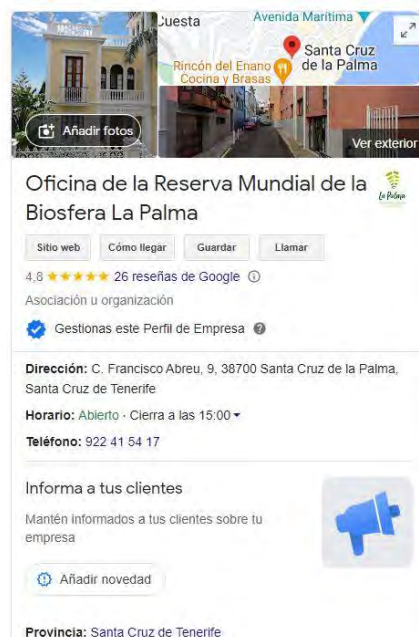 Cuesta
Avenida Marítima
Santa Cruz
de la Palma
Rincón del Enano
Cocina y Brasas
Añadir fotos
Ver exterior
Oficina de la Reserva Mundial de la
Biosfera La Palma
La Palma
Sitio web
Cómo llegar
Guardar
Llamar
4,8
26 reseñas de Google
Asociación u organización
Gestionas este Perfil de Empresa
Dirección: C. Francisco Abreu, 9, 38700 Santa Cruz de la Palma,
Santa Cruz de Tenerife
Horario: Abierto · Cierra a las 15:00
Teléfono: 922 41 54 17
Informa a tus clientes
Mantén informados a tus clientes sobre tu
empresa
Añadir novedad
Provincia: Santa Cruz de Tenerife